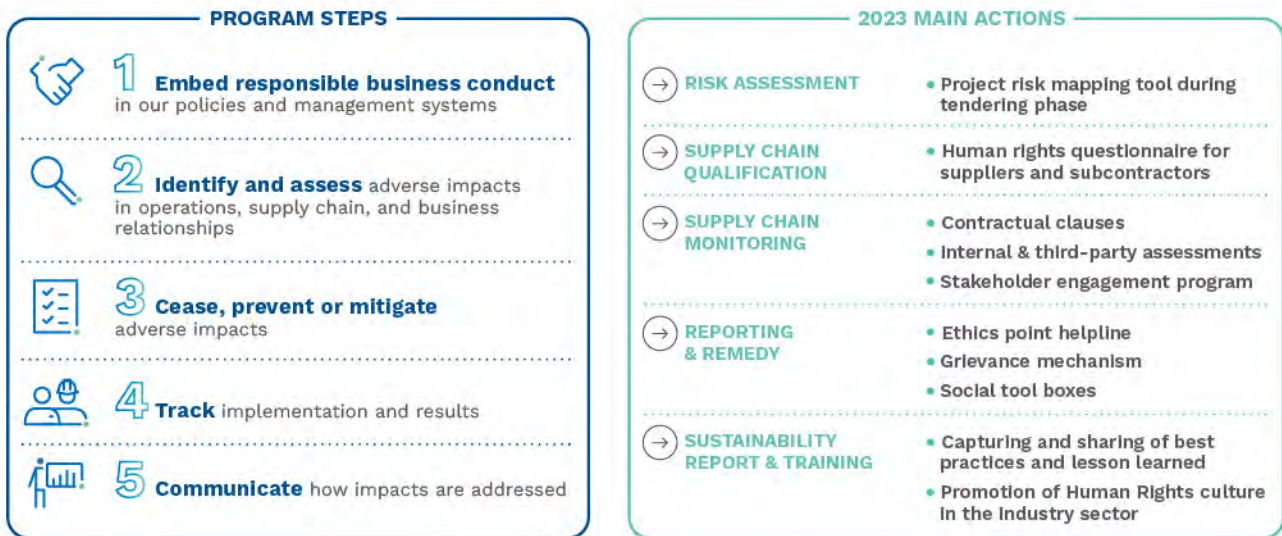 PROGRAM STEPS
1 Embed responsible business conduct
in our policies and management systems
2 Identify and assess adverse impacts
in operations, supply chain, and business
relationships
3 Cease, prevent or mitigate
adverse impacts
4 Track implementation and results
5 Communicate how impacts are addressed
2023 MAIN ACTIONS
RISK ASSESSMENT
• Project risk mapping tool during
tendering phase
SUPPLY CHAIN
QUALIFICATION
• Human rights questionnaire for
suppliers and subcontractors
SUPPLY CHAIN
MONITORING
• Contractual clauses
• Internal & third-party assessments
• Stakeholder engagement program
REPORTING
& REMEDY
• Ethics point helpline
• Grievance mechanism
• Social tool boxes
SUSTAINABILITY
REPORT & TRAINING
• Capturing and sharing of best
practices and lesson learned
• Promotion of Human Rights culture
in the industry sector